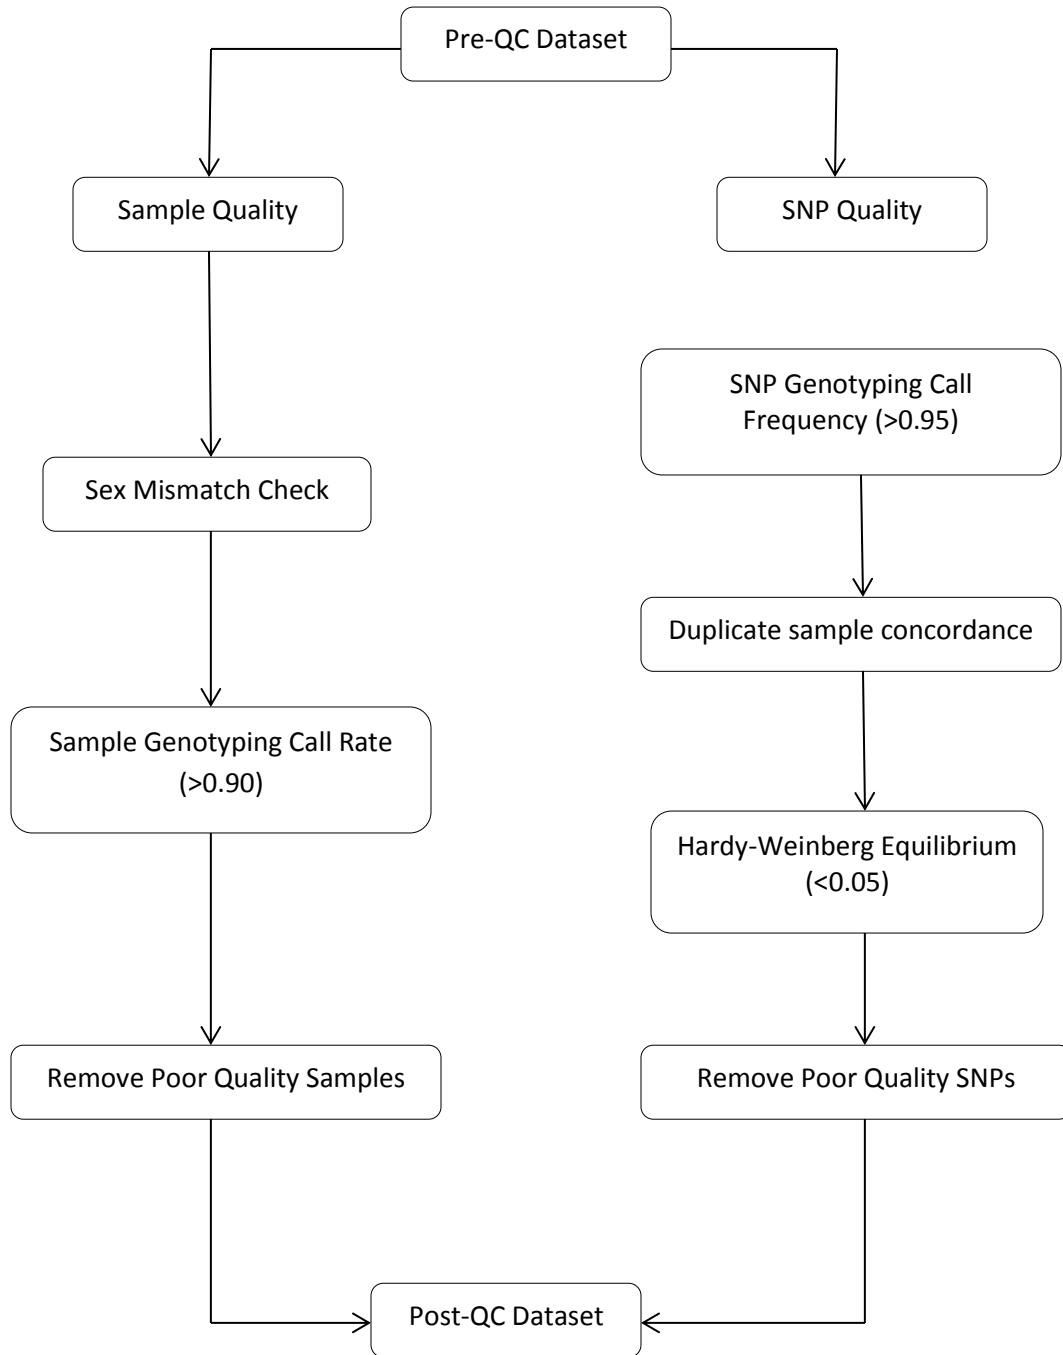 Pre-QC Dataset
Sample Quality
SNP Quality
SNP Genotyping Call
Frequency (>0.95)
Sex Mismatch Check
Duplicate sample concordance
Sample Genotyping Call Rate
(>0.90)
Hardy-Weinberg Equilibrium
(<0.05)
Remove Poor Quality Samples
Remove Poor Quality SNPs
Post-QC Dataset